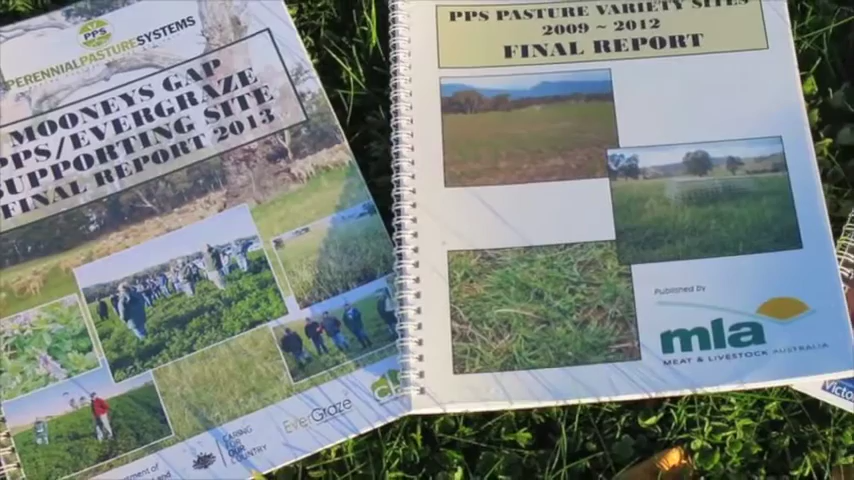 PPS
PERENNIAL PASTURE SYSTEMS
MOONEYS GAP
PPS/EVERGRAZE
SUPPORTING SITE
FINAL REPORT 2013
CARING
FOR
OUR
COUNTRY
EverGraze
PPS PASTURE VARIETY SITES
2009 ~ 2012
FINAL REPORT
Published by
mla
MEAT & LIVESTOCK AUSTRALIA